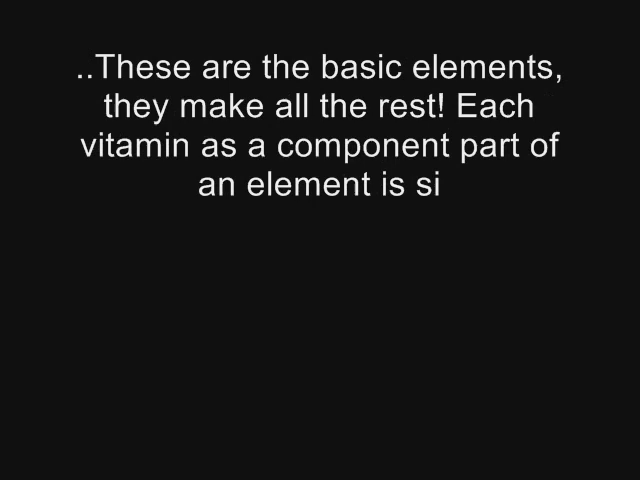 ..These are the basic elements,
they make all the rest! Each
vitamin as a component part of
an element is si